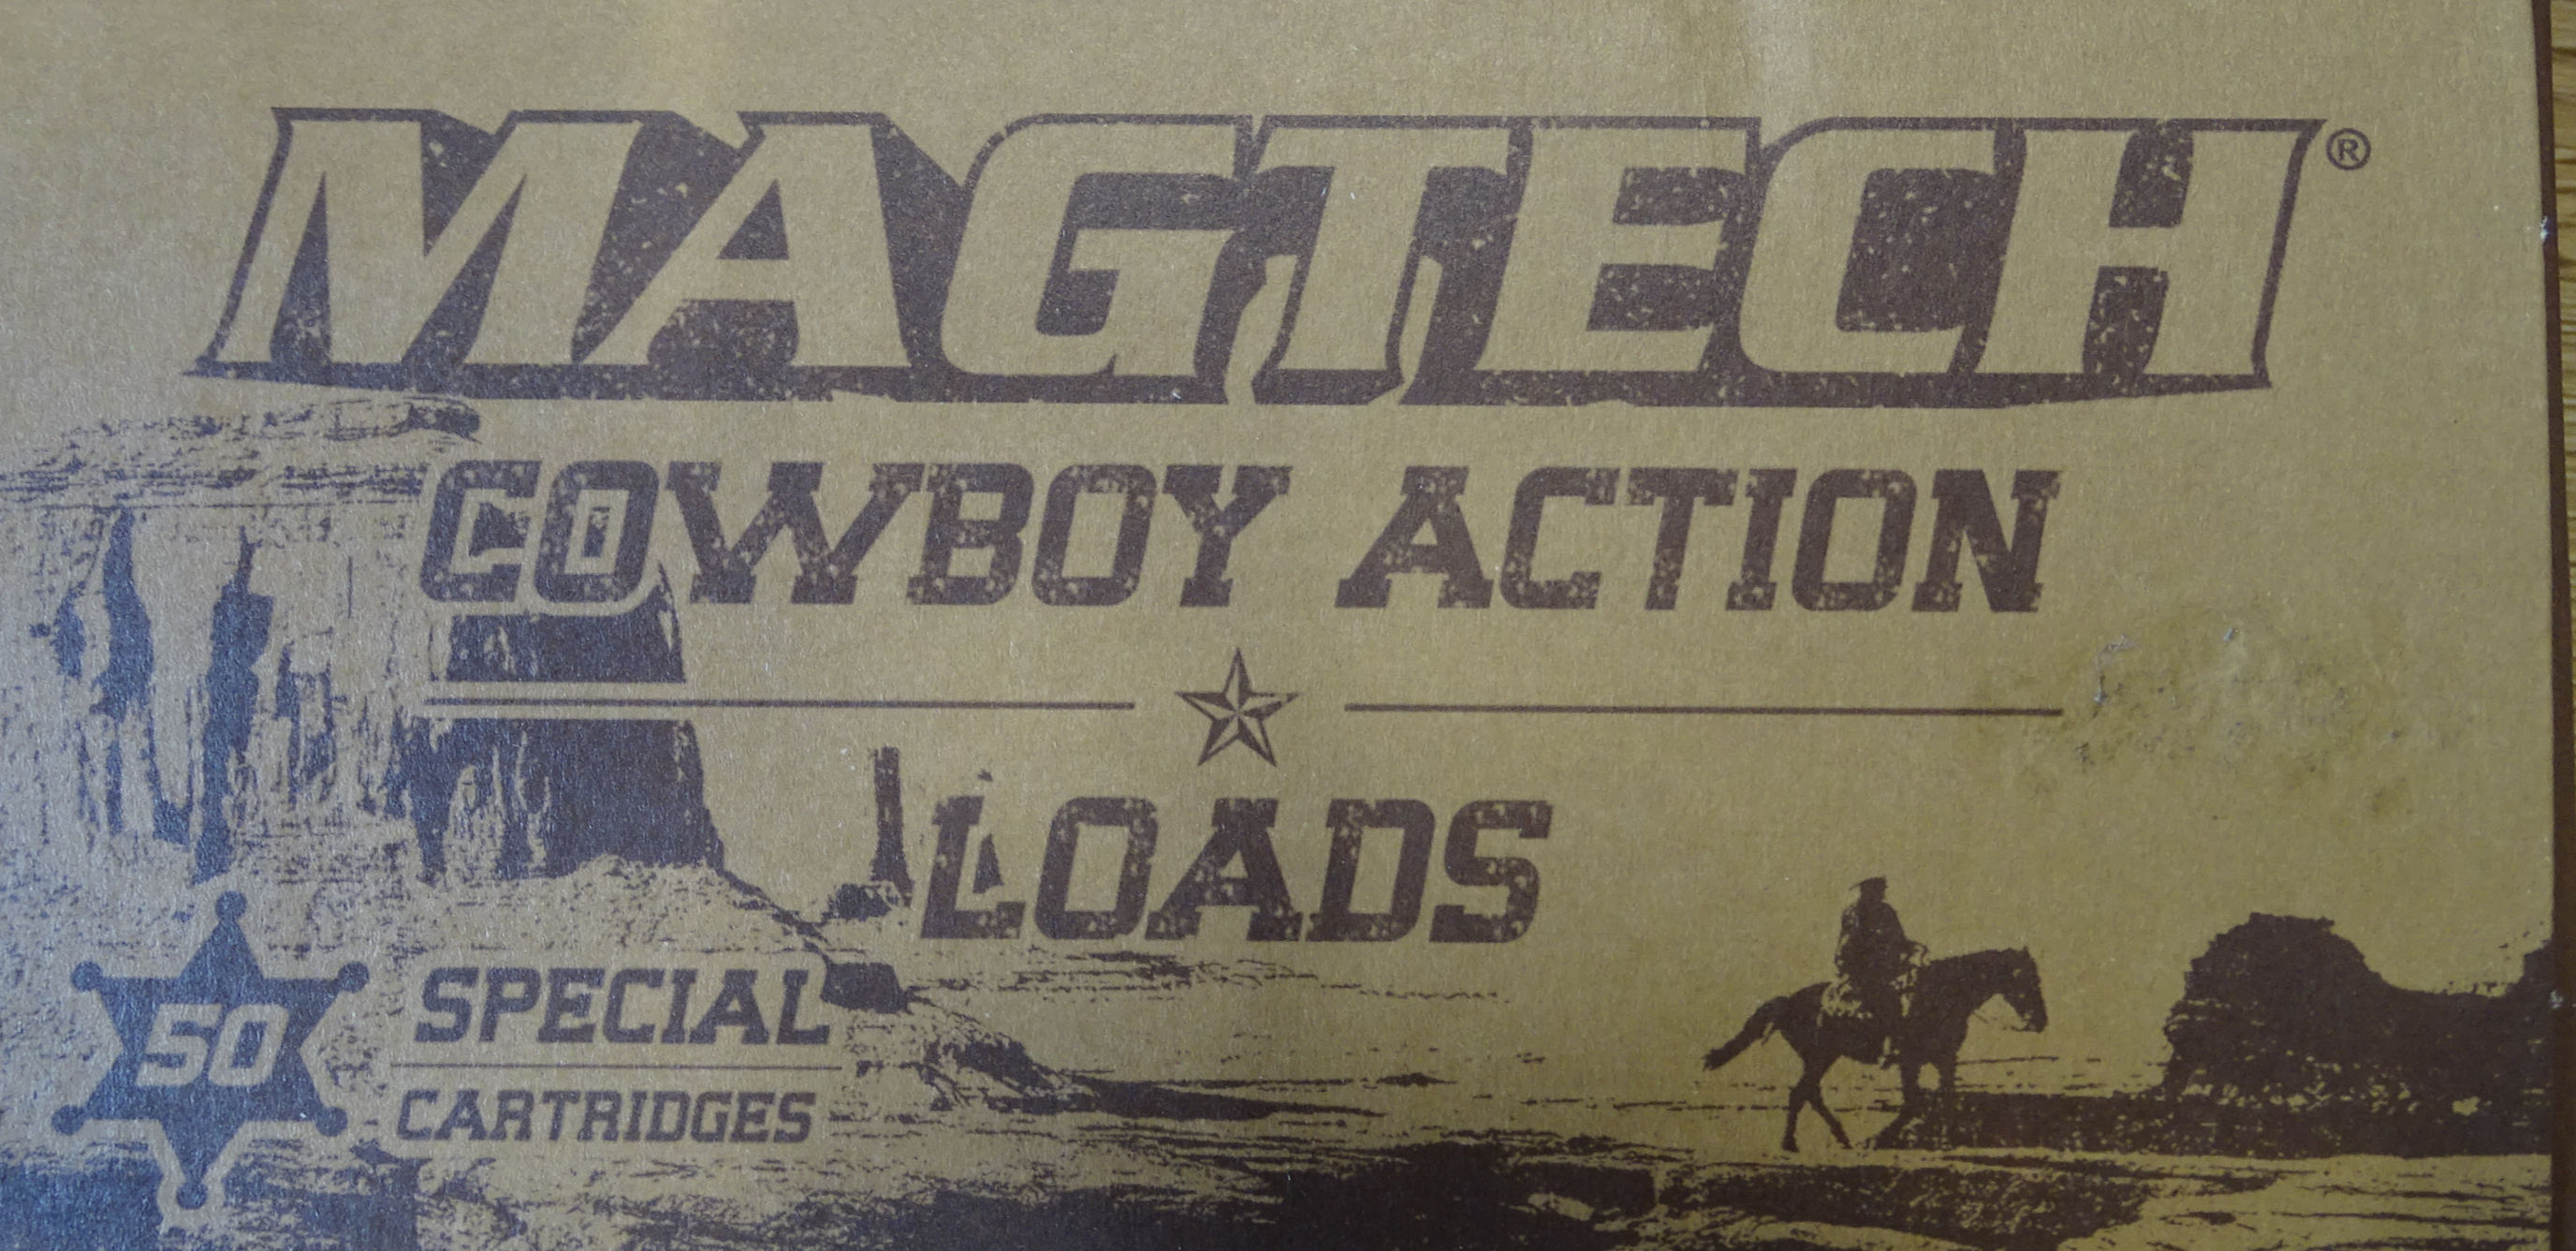 MAGTECH®
COWBOY ACTION
LOADS
50
SPECIAL
CARTRIDGES